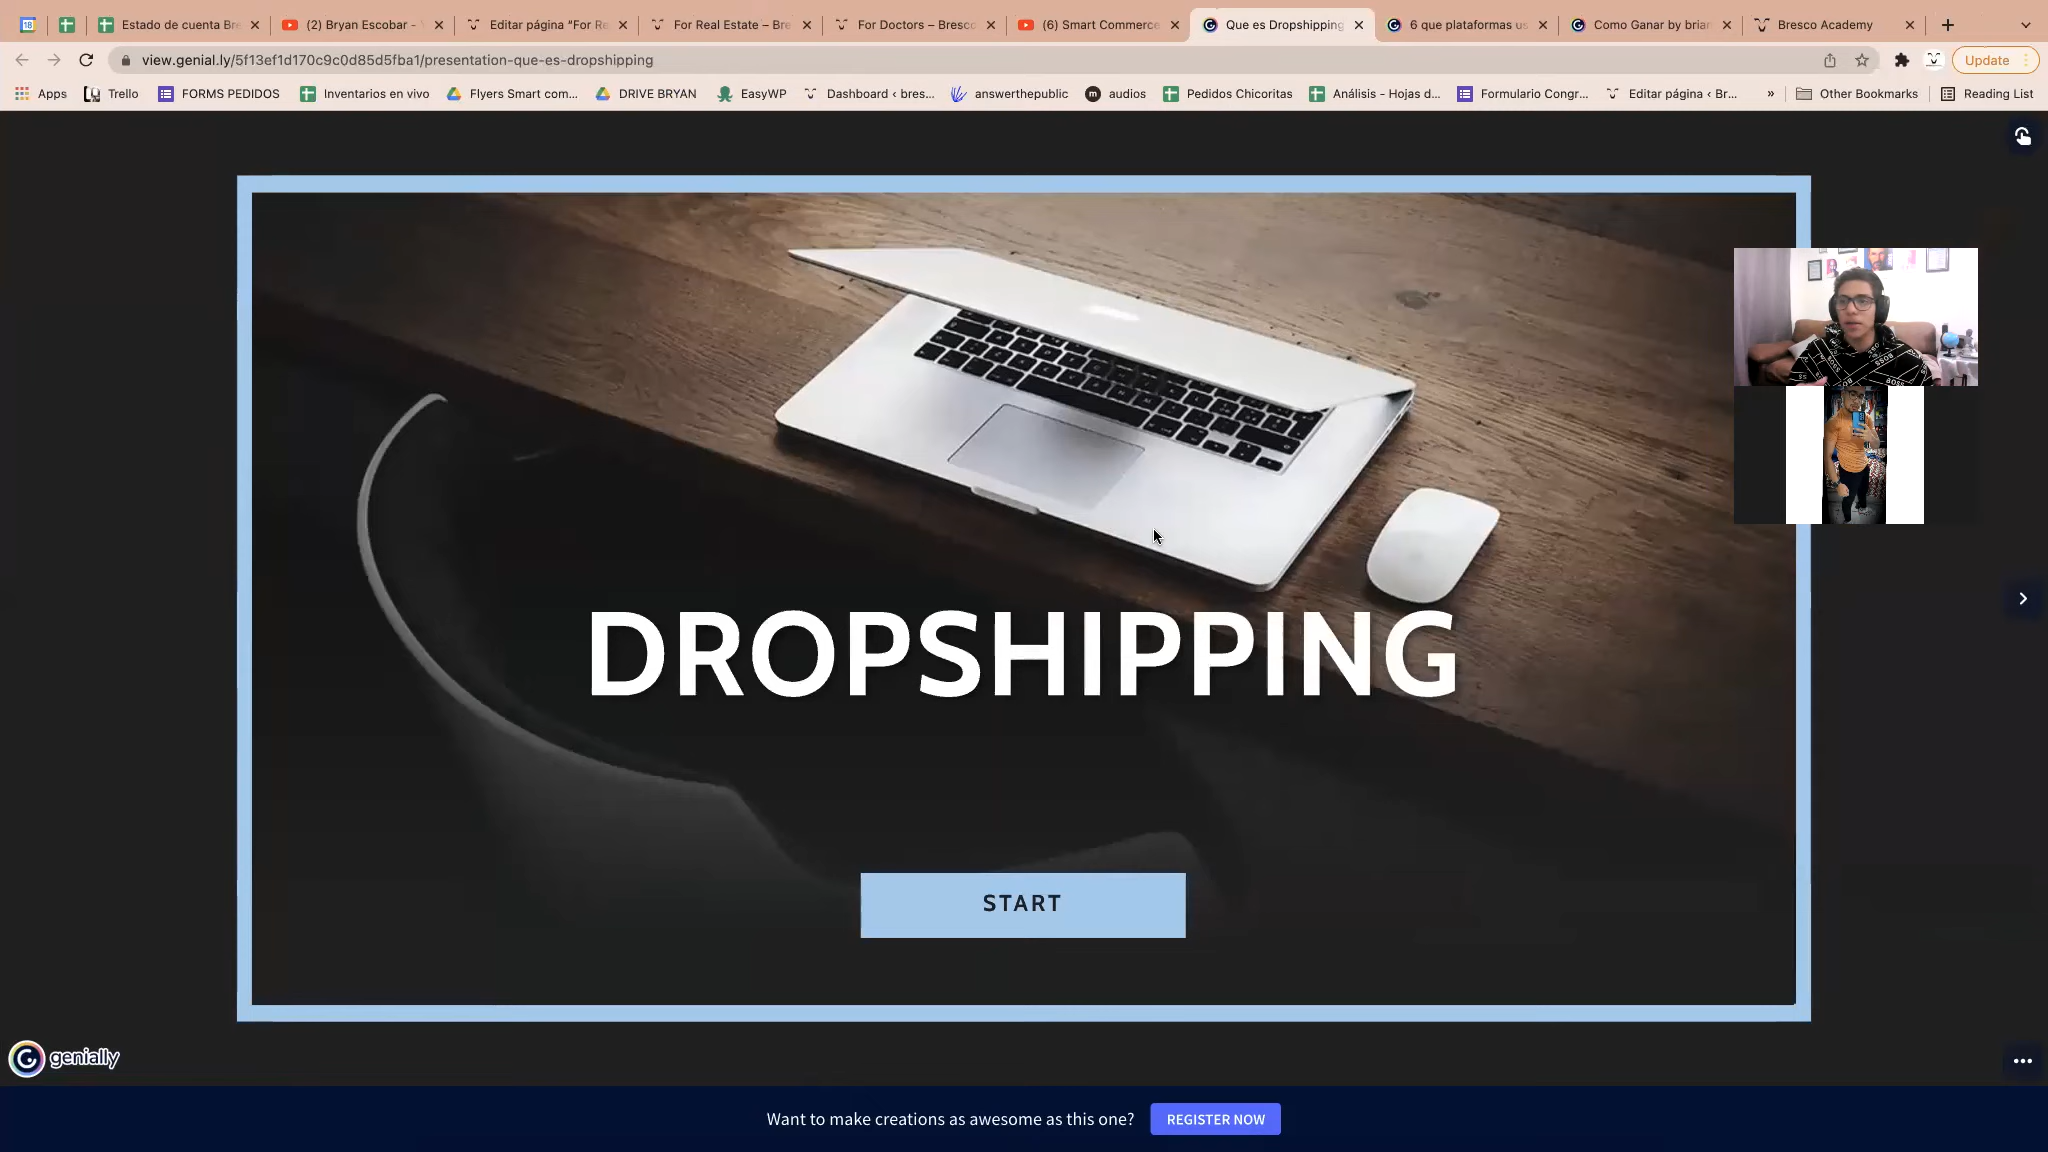 18
Estado de cuenta Bre
(2) Bryan Escobar -
Editar página “For Re
For Real Estate – Bre
For Doctors – Bresco
(6) Smart Commerce
Que es Dropshipping
6 que plataformas us
Como Ganar by brian
Bresco Academy
view.genial.ly/5f13ef1d170c9c0d85d5fba1/presentation-que-es-dropshipping
Update
Apps
Trello
FORMS PEDIDOS
Inventarios en vivo
Flyers Smart com...
DRIVE BRYAN
EasyWP
Dashboard ‹ bres...
answerthepublic
m
audios
Pedidos Chicoritas
Análisis - Hojas d...
Formulario Congr...
Editar página ‹ Br...
»
Other Bookmarks
Reading List
BOSS
BOSS
DROPSHIPPING
START
genially
Want to make creations as awesome as this one?
REGISTER NOW